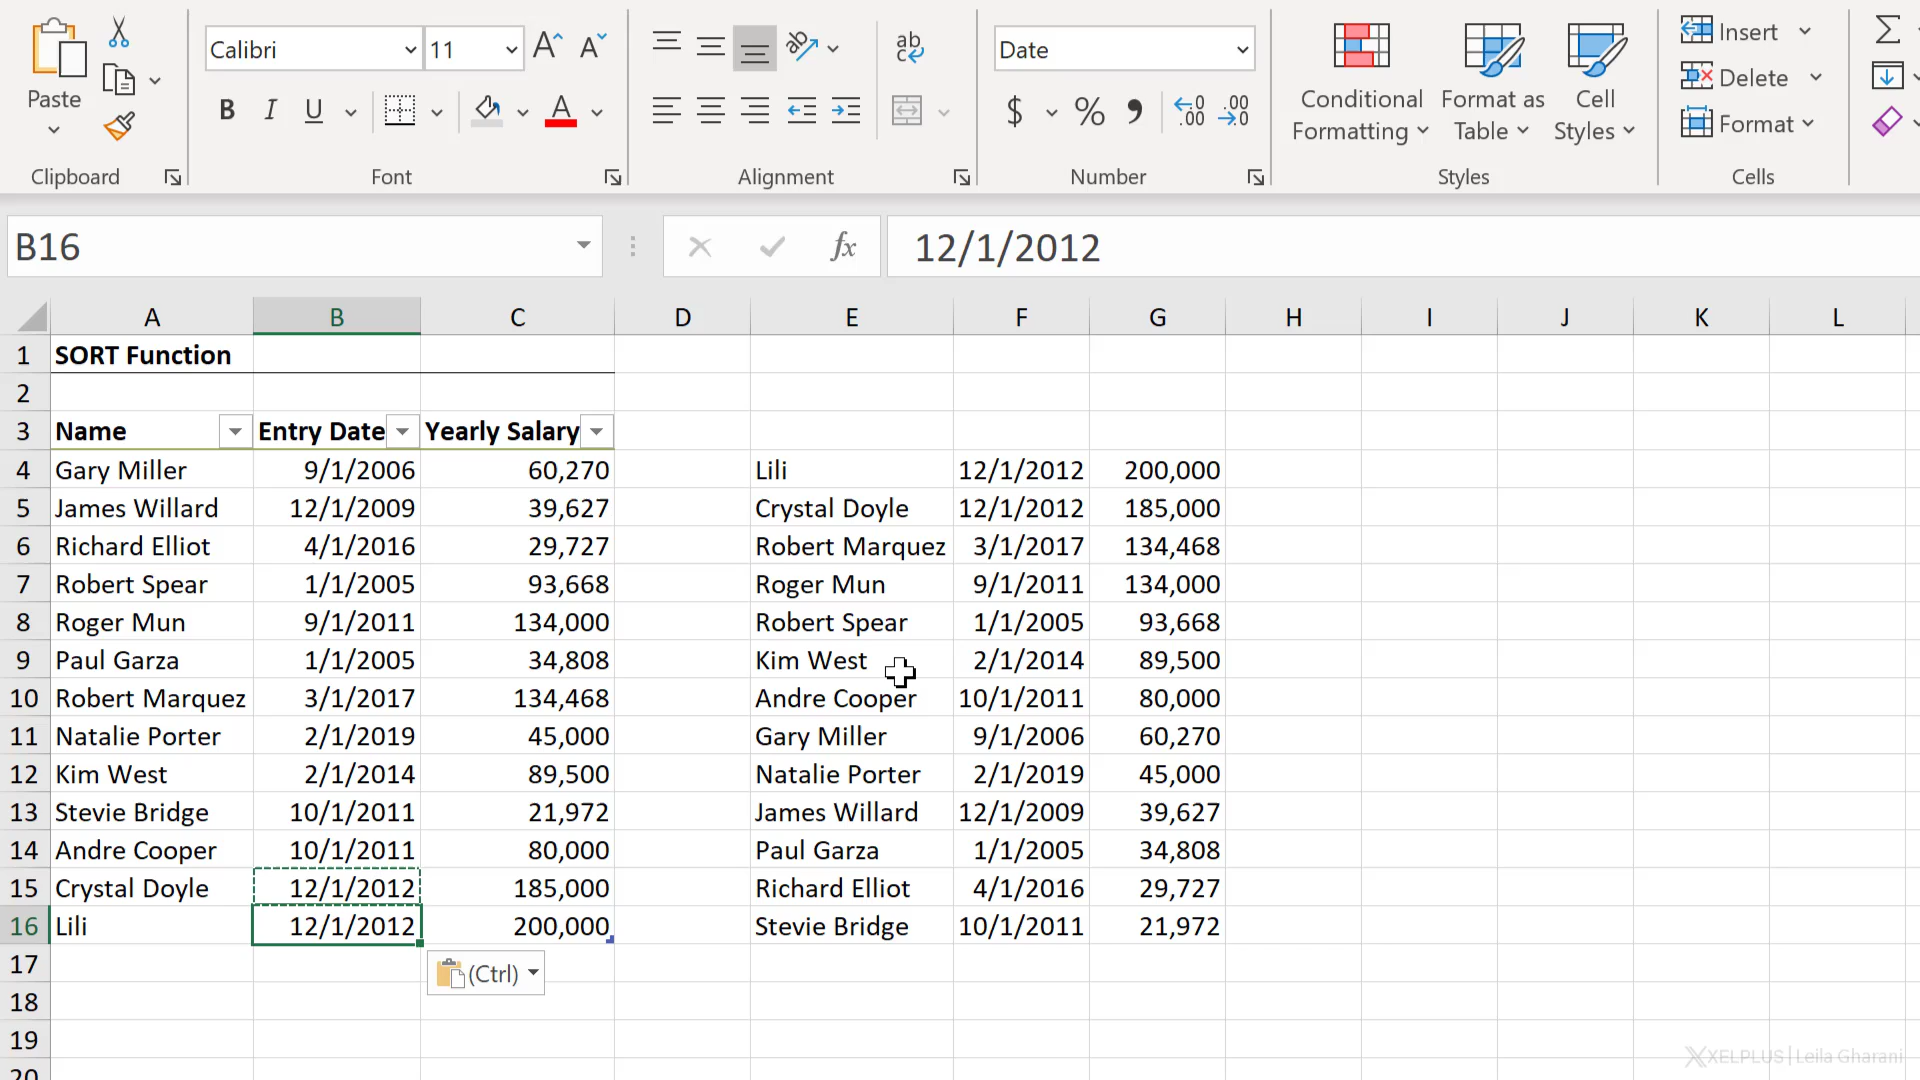 Calibri 11 Date Insert
Paste Conditional Format as Cell Delete
B I U A $ % , Formatting Table Styles Format
Clipboard Font Alignment Number Styles Cells
B16 fx 12/1/2012
A B C D E F G H I J K L
1 SORT Function
2
3 Name Entry Date Yearly Salary
4 Gary Miller 9/1/2006 60,270 Lili 12/1/2012 200,000
5 James Willard 12/1/2009 39,627 Crystal Doyle 12/1/2012 185,000
6 Richard Elliot 4/1/2016 29,727 Robert Marquez 3/1/2017 134,468
7 Robert Spear 1/1/2005 93,668 Roger Mun 9/1/2011 134,000
8 Roger Mun 9/1/2011 134,000 Robert Spear 1/1/2005 93,668
9 Paul Garza 1/1/2005 34,808 Kim West 2/1/2014 89,500
10 Robert Marquez 3/1/2017 134,468 Andre Cooper 10/1/2011 80,000
11 Natalie Porter 2/1/2019 45,000 Gary Miller 9/1/2006 60,270
12 Kim West 2/1/2014 89,500 Natalie Porter 2/1/2019 45,000
13 Stevie Bridge 10/1/2011 21,972 James Willard 12/1/2009 39,627
14 Andre Cooper 10/1/2011 80,000 Paul Garza 1/1/2005 34,808
15 Crystal Doyle 12/1/2012 185,000 Richard Elliot 4/1/2016 29,727
16 Lili 12/1/2012 200,000 Stevie Bridge 10/1/2011 21,972
17 (Ctrl)
18
19
20
XELPLUS | Leila Gharani